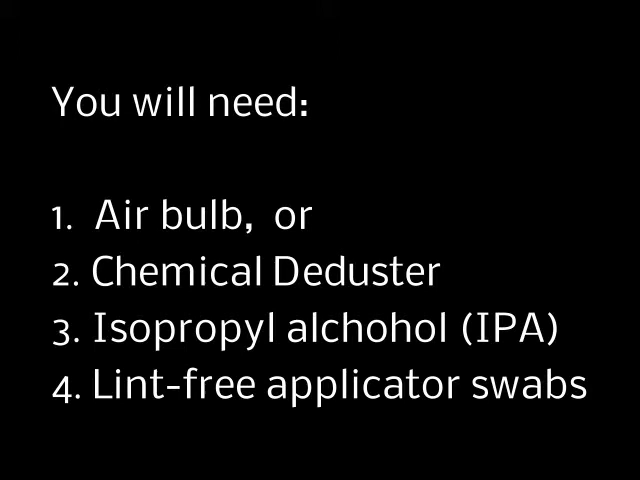 You will need:
1. Air bulb, or
2. Chemical Deduster
3. Isopropyl alchohol (IPA)
4. Lint-free applicator swabs